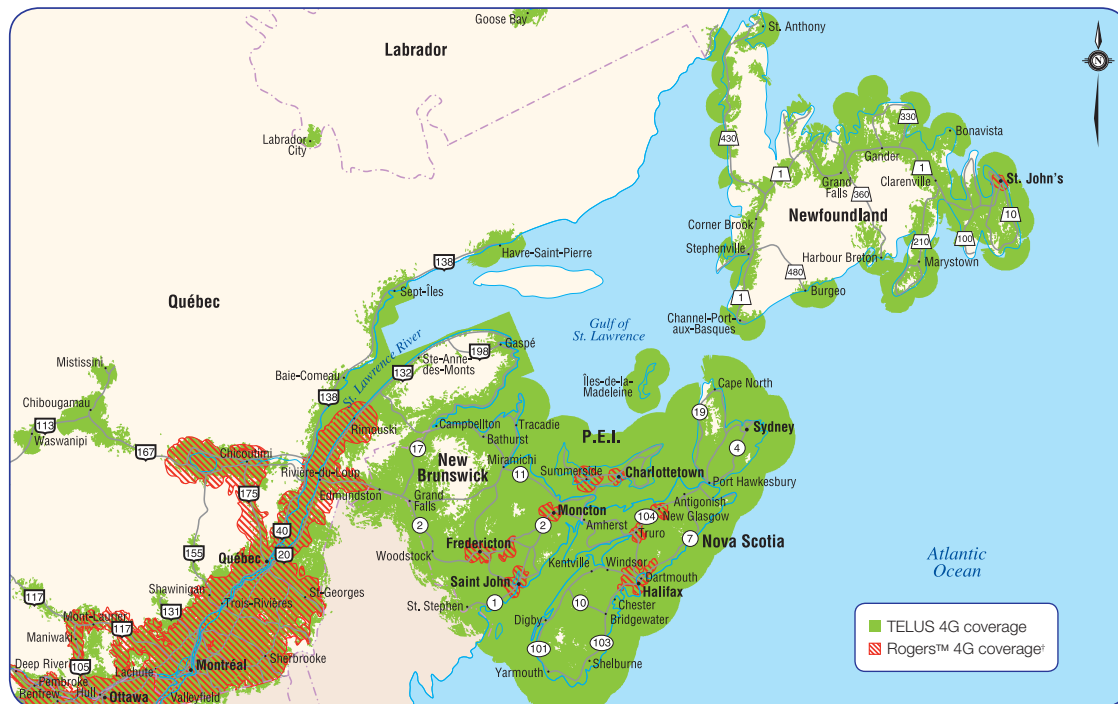 Goose Bay
St. Anthony
Labrador
N
Labrador
City
430
330
Bonavista
Gander
1
1
Grand
Falls
Clarenville
St. John's
360
10
Newfoundland
Corner Brook
Stephenville
210
100
Harbour Breton
Marystown
480
Burgeo
1
Channel-Port-
aux-Basques
Havre-Saint-Pierre
138
Sept-Îles
Québec
Gulf of
St. Lawrence
St. Lawrence River
Gaspé
198
Ste-Anne-
des-Monts
132
Mistissini
Baie-Comeau
138
Îles-de-la-
Madeleine
Cape North
Chibougamau
113
Waswanipi
167
Rimouski
Campbellton
Tracadie
Bathurst
17
19
Sydney
P.E.I.
4
Chicoutimi
New
Brunswick
Miramichi
11
Rivière-du-Loup
Summerside
Charlottetown
Port Hawkesbury
Edmundston
Grand
Falls
175
Antigonish
Moncton
104
New Glasgow
2
2
Amherst
40
20
Truro
7
Nova Scotia
Woodstock
Fredericton
155
Québec
Kentville
Windsor
Atlantic
Ocean
Saint John
Dartmouth
Halifax
Shawinigan
St-Georges
117
131
Trois-Rivières
St. Stephen
1
10
Chester
Bridgewater
Mont-Laurier
117
Digby
Maniwaki
103
101
Deep River
105
Lachute
Montréal
Sherbrooke
Shelburne
Yarmouth
Pembroke
Renfrew
Hull
Ottawa
Valleyfield
TELUS 4G coverage
Rogers™ 4G coverage†